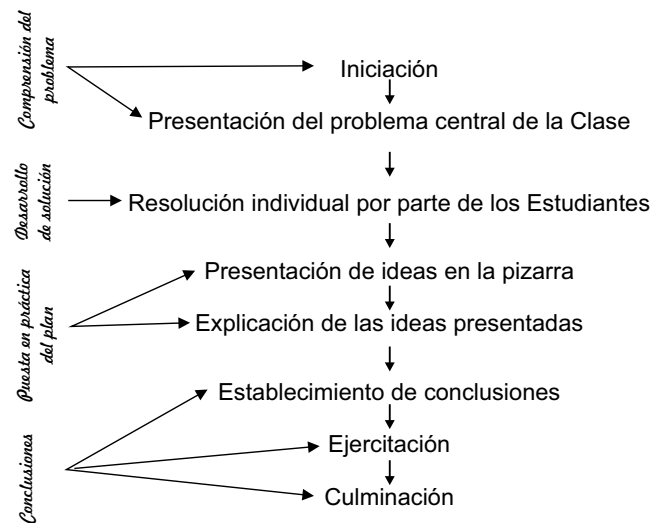 Comprensión del
problema
Iniciación
Presentación del problema central de la Clase
Desarrollo
de solución
Resolución individual por parte de los Estudiantes
Puesta en práctica
del plan
Presentación de ideas en la pizarra
Explicación de las ideas presentadas
Conclusiones
Establecimiento de conclusiones
Ejercitación
Culminación